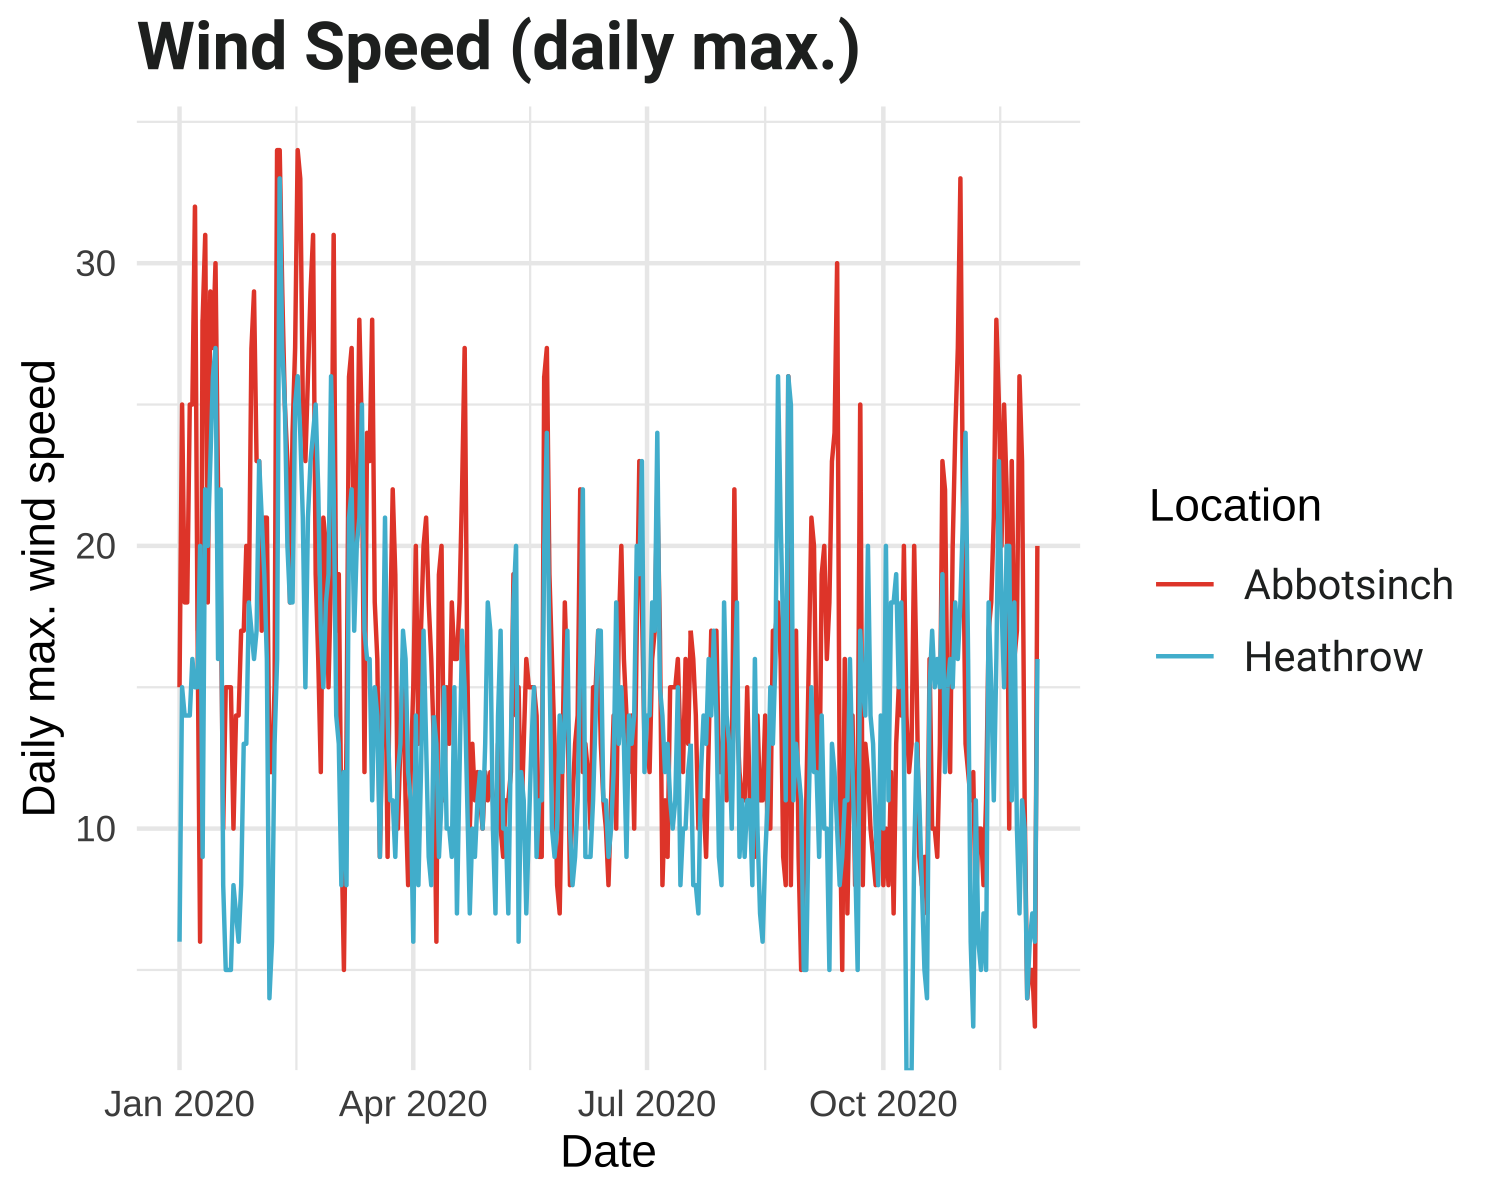 Wind Speed (daily max.)
Daily max. wind speed
30
20
10
Jan 2020 Apr 2020 Jul 2020 Oct 2020
Date
Location
Abbotsinch
Heathrow